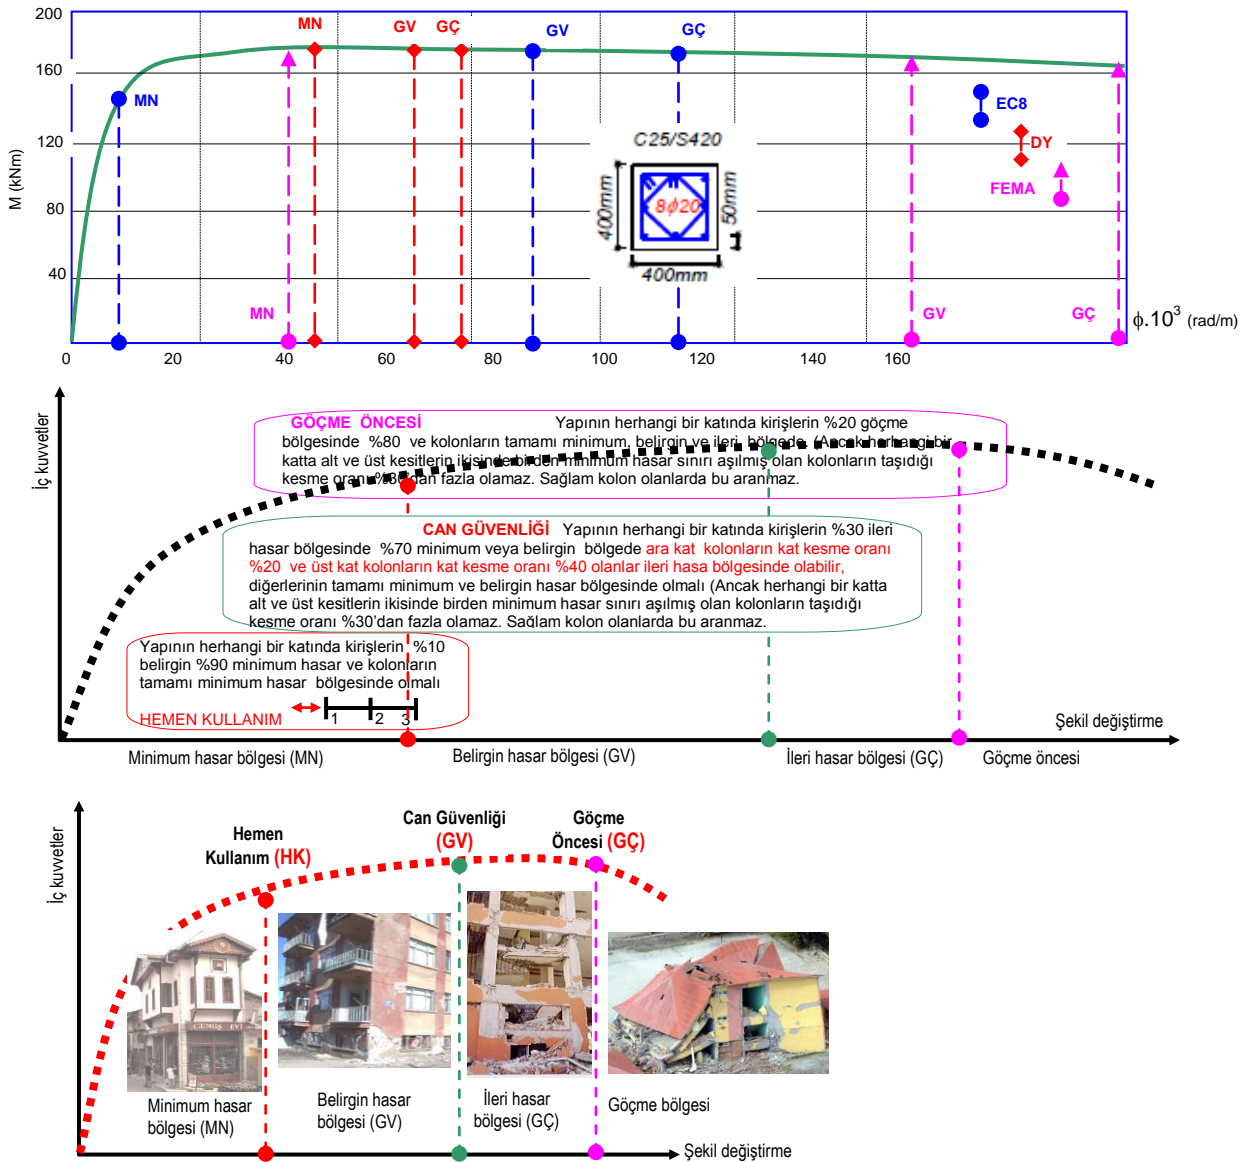 200
160
120
80
40
M (kNm)
MN
GV
GÇ
GV
GÇ
MN
EC8
DY
FEMA
C25/S420
400mm
8ϕ20
50mm
400mm
MN
GV
GÇ
ϕ.10³ (rad/m)
0
20
40
60
80
100
120
140
160
İç kuvvetler
GÖÇME ÖNCESİ Yapının herhangi bir katında kirişlerin %20 göçme
bölgesinde %80 ve kolonların tamamı minimum, belirgin ve ileri bölgede. (Ancak herhangi bir
katta alt ve üst kesitlerin ikisinde birden minimum hasar sınırı aşılmış olan kolonların taşıdığı
kesme oranı %30'dan fazla olamaz. Sağlam kolon olanlarda bu aranmaz.
CAN GÜVENLİĞİ Yapının herhangi bir katında kirişlerin %30 ileri
hasar bölgesinde %70 minimum veya belirgin bölgede ara kat kolonların kat kesme oranı
%20 ve üst kat kolonların kat kesme oranı %40 olanlar ileri hasa bölgesinde olabilir,
diğerlerinin tamamı minimum ve belirgin hasar bölgesinde olmalı (Ancak herhangi bir katta
alt ve üst kesitlerin ikisinde birden minimum hasar sınırı aşılmış olan kolonların taşıdığı
kesme oranı %30'dan fazla olamaz. Sağlam kolon olanlarda bu aranmaz.
Yapının herhangi bir katında kirişlerin %10
belirgin %90 minimum hasar ve kolonların
tamamı minimum hasar bölgesinde olmalı
HEMEN KULLANIM
1 2 3
Şekil değiştirme
Minimum hasar bölgesi (MN)
Belirgin hasar bölgesi (GV)
İleri hasar bölgesi (GÇ)
Göçme öncesi
İç kuvvetler
Hemen
Kullanım (HK)
Can Güvenliği
(GV)
Göçme
Öncesi (GÇ)
GÜMÜŞ EVİ
Minimum hasar
bölgesi (MN)
Belirgin hasar
bölgesi (GV)
İleri hasar
bölgesi (GÇ)
Göçme bölgesi
Şekil değiştirme